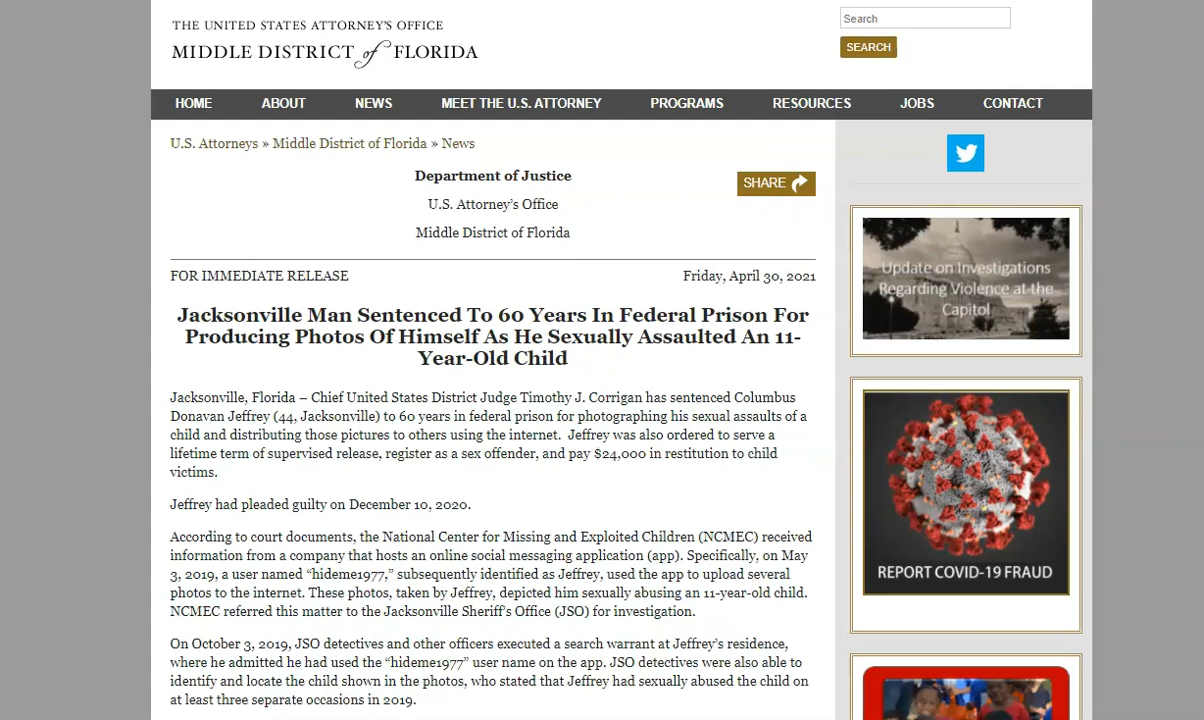 THE UNITED STATES ATTORNEY'S OFFICE
MIDDLE DISTRICT of FLORIDA
Search
SEARCH
HOME ABOUT NEWS MEET THE U.S. ATTORNEY PROGRAMS RESOURCES JOBS CONTACT
U.S. Attorneys » Middle District of Florida » News
Department of Justice
SHARE
U.S. Attorney’s Office
Middle District of Florida
FOR IMMEDIATE RELEASE
Friday, April 30, 2021
Jacksonville Man Sentenced To 60 Years In Federal Prison For
Producing Photos Of Himself As He Sexually Assaulted An 11-
Year-Old Child
Jacksonville, Florida – Chief United States District Judge Timothy J. Corrigan has sentenced Columbus
Donavan Jeffrey (44, Jacksonville) to 60 years in federal prison for photographing his sexual assaults of a
child and distributing those pictures to others using the internet.  Jeffrey was also ordered to serve a
lifetime term of supervised release, register as a sex offender, and pay $24,000 in restitution to child
victims.
Jeffrey had pleaded guilty on December 10, 2020.
According to court documents, the National Center for Missing and Exploited Children (NCMEC) received
information from a company that hosts an online social messaging application (app). Specifically, on May
3, 2019, a user named “hideme1977,” subsequently identified as Jeffrey, used the app to upload several
photos to the internet. These photos, taken by Jeffrey, depicted him sexually abusing an 11-year-old child.
NCMEC referred this matter to the Jacksonville Sheriff’s Office (JSO) for investigation.
On October 3, 2019, JSO detectives and other officers executed a search warrant at Jeffrey’s residence,
where he admitted he had used the “hideme1977” user name on the app. JSO detectives were also able to
identify and locate the child shown in the photos, who stated that Jeffrey had sexually abused the child on
at least three separate occasions in 2019.
Update on Investigations
Regarding Violence at the
Capitol
REPORT COVID-19 FRAUD